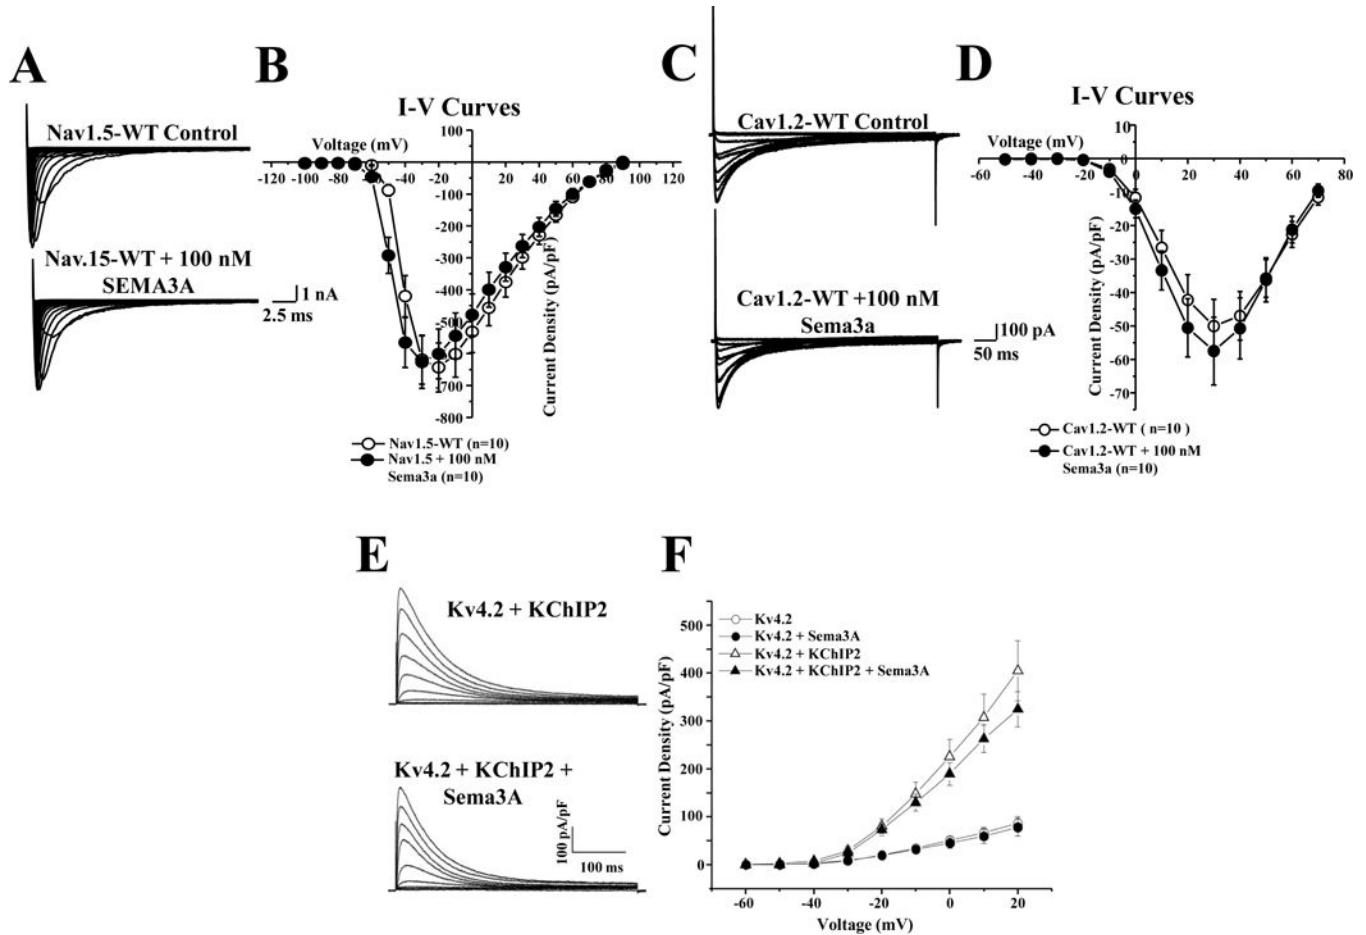 A
Nav1.5-WT Control
Nav.15-WT + 100 nM
SEMA3A
1 nA
2.5 ms
B
I-V Curves
Voltage (mV)
100
-120 -100 -80 -60 -40 -20 20 40 60 80 100 120
-100
-200
-300
-400
-500
-600
-700
-800
Current Density (pA/pF)
Nav1.5-WT (n=10)
Nav1.5 + 100 nM
Sema3a (n=10)
C
Cav1.2-WT Control
Cav1.2-WT +100 nM
Sema3a
100 pA
50 ms
D
I-V Curves
Voltage (mV)
10
0
-60 -40 -20 20 40 60 80
-10
-20
-30
-40
-50
-60
-70
Current Density (pA/pF)
Cav1.2-WT ( n=10 )
Cav1.2-WT + 100 nM
Sema3a (n=10)
E
Kv4.2 + KChIP2
Kv4.2 + KChIP2 +
Sema3A
100 pA/pF
100 ms
F
Kv4.2
Kv4.2 + Sema3A
Kv4.2 + KChIP2
Kv4.2 + KChIP2 + Sema3A
Current Density (pA/pF)
500
400
300
200
100
0
-60 -40 -20 0 20
Voltage (mV)